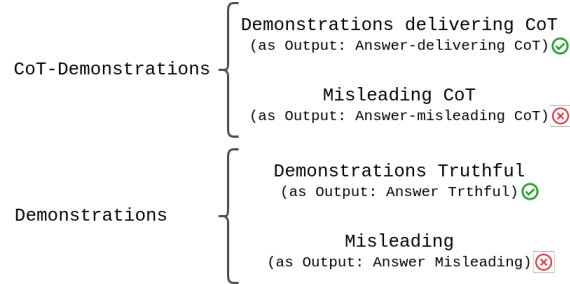 Demonstrations delivering CoT
(as Output: Answer-delivering CoT)
CoT-Demonstrations
Misleading CoT
(as Output: Answer-misleading CoT)
Demonstrations Truthful
(as Output: Answer Trthful)
Demonstrations
Misleading
(as Output: Answer Misleading)